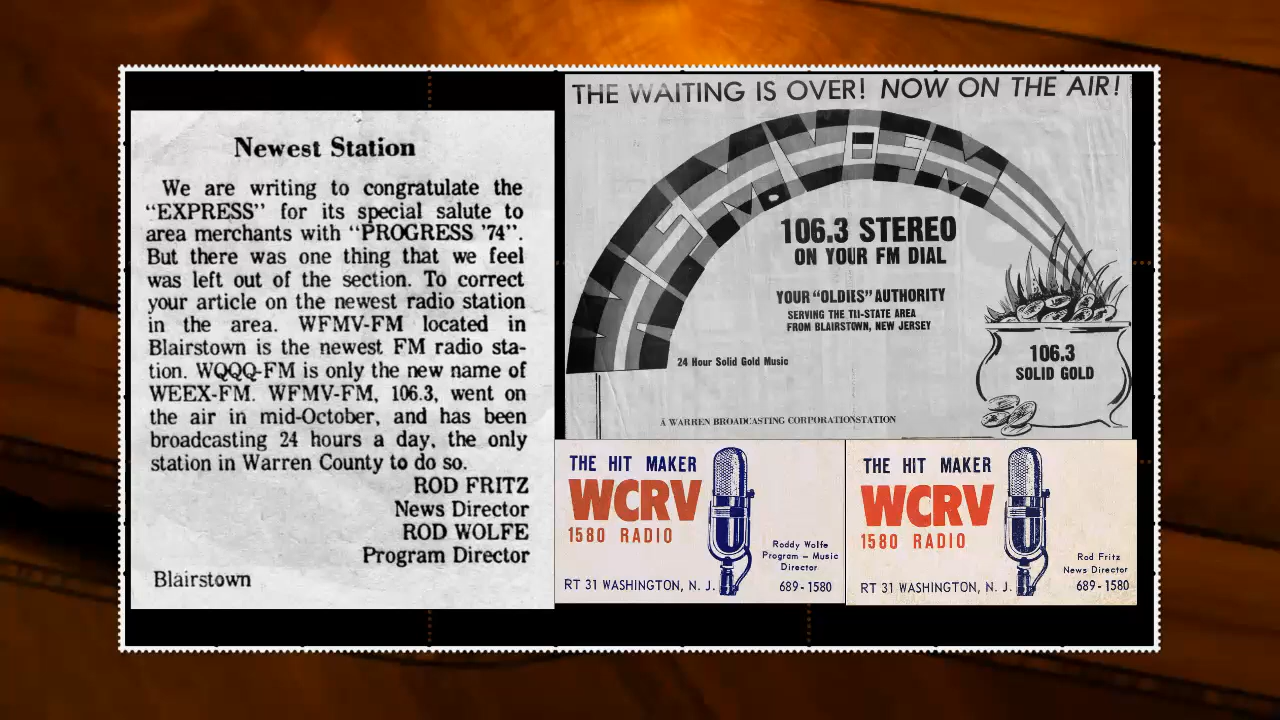 Newest Station
We are writing to congratulate the
“EXPRESS” for its special salute to
area merchants with “PROGRESS '74”.
But there was one thing that we feel
was left out of the section. To correct
your article on the newest radio station
in the area. WFMV-FM located in
Blairstown is the newest FM radio sta-
tion. WQQQ-FM is only the new name of
WEEX-FM. WFMV-FM, 106.3, went on
the air in mid-October, and has been
broadcasting 24 hours a day, the only
station in Warren County to do so.
ROD FRITZ
News Director
ROD WOLFE
Program Director
Blairstown
THE WAITING IS OVER! NOW ON THE AIR!
106.3 STEREO
ON YOUR FM DIAL
YOUR “OLDIES” AUTHORITY
SERVING THE TII-STATE AREA
FROM BLAIRSTOWN, NEW JERSEY
24 Hour Solid Gold Music
106.3
SOLID GOLD
A WARREN BROADCASTING CORPORATIONSTATION
THE HIT MAKER
WCRV
1580 RADIO
Roddy Wolfe
Program – Music
Director
RT 31 WASHINGTON, N. J.
689-1580
THE HIT MAKER
WCRV
1580 RADIO
Rod Fritz
News Director
RT 31 WASHINGTON, N. J.
689-1580